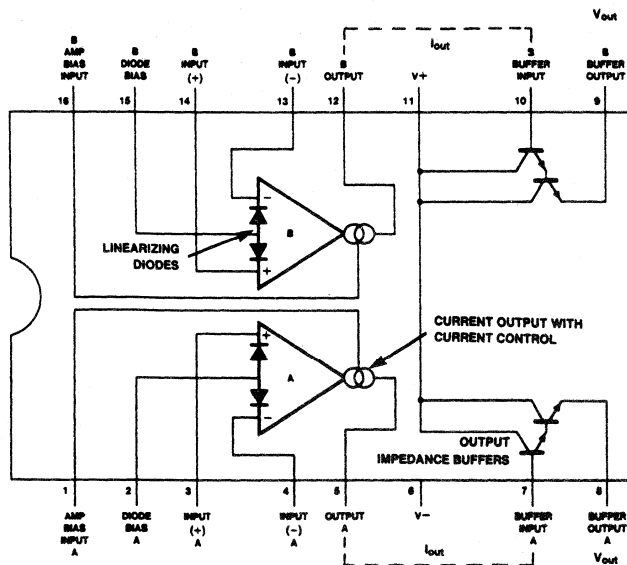 Vout
Iout
B
AMP
BIAS
INPUT
B
DIODE
BIAS
B
INPUT
(+)
B
INPUT
(-)
B
OUTPUT
V+
S
BUFFER
INPUT
B
BUFFER
OUTPUT
16 15 14 13 12 11 10 9
-
B
+
LINEARIZING
DIODES
CURRENT OUTPUT WITH
CURRENT CONTROL
+
A
-
OUTPUT
IMPEDANCE BUFFERS
1 2 3 4 5 6 7 8
AMP
BIAS
INPUT
A
DIODE
BIAS
A
INPUT
(+)
A
INPUT
(-)
A
OUTPUT
A
V-
BUFFER
INPUT
A
BUFFER
OUTPUT
A
Iout
Vout